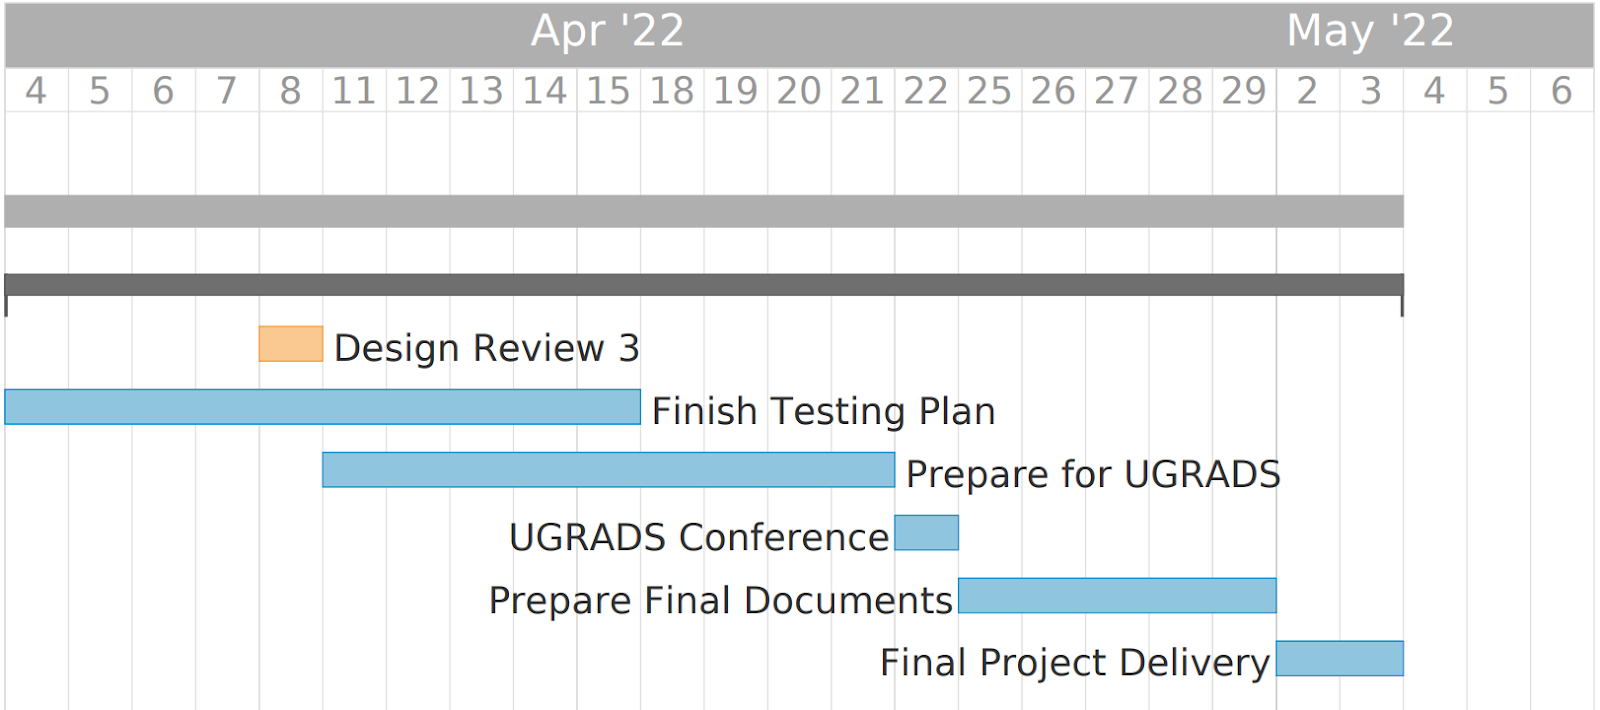 Apr '22 May '22
4 5 6 7 8 11 12 13 14 15 18 19 20 21 22 25 26 27 28 29 2 3 4 5 6
Design Review 3
Finish Testing Plan
Prepare for UGRADS
UGRADS Conference
Prepare Final Documents
Final Project Delivery